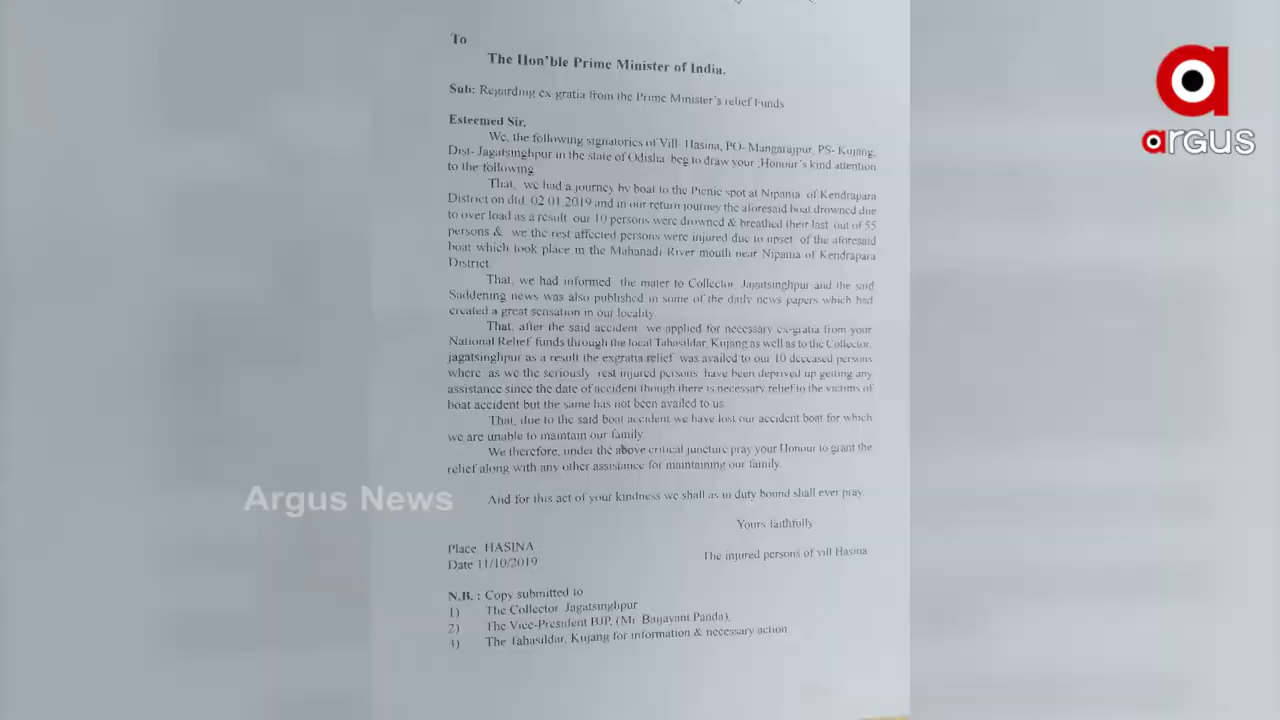 To
The Hon'ble Prime Minister of India.
Sub: Regarding ex-gratia from the Prime Minister's relief Funds
Esteemed Sir,
We, the following signatories of Vill- Hasina, PO- Mangarajpur, PS- Kujang,
Dist- Jagatsinghpur in the state of Odisha beg to draw your Honour's kind attention
to the following
That, we had a journey by boat to the Picnic spot at Nipania of Kendrapara
District on dtd. 02 01 2019 and in our return journey the aforesaid boat drowned due
to over load as a result our 10 persons were drowned & breathed their last out of 55
persons & we the rest affected persons were injured due to upset of the aforesaid
boat which took place in the Mahanadi River mouth near Nipania of Kendrapara
District.
That, we had informed the mater to Collector, Jagatsinghpur and the said
Saddening news was also published in some of the daily news papers which had
created a great sensation in our locality
That, after the said accident we applied for necessary ex-gratia from your
National Relief funds through the local Tahasildar, Kujang as well as to the Collector,
jagatsinghpur as a result the exgratia relief was availed to our 10 deceased persons
where as we the seriously rest injured persons have been deprived up getting any
assistance since the date of accident though there is necessary relief to the victims of
boat accident but the same has not been availed to us
That, due to the said boat accident we have lost our accident boat for which
we are unable to maintain our family
We therefore, under the above critical juncture pray your Honour to grant the
relief along with any other assistance for maintaining our family.
And for this act of your kindness we shall as in duty bound shall ever pray
Yours faithfully
The injured persons of vill Hasina
Place HASINA
Date 11/10/2019
N.B. : Copy submitted to
1) The Collector Jagatsinghpur
2) The Vice-President BJP, (Mr Baijayant Panda),
3) The Tahasildar, Kujang for information & necessary action
Argus News
argus